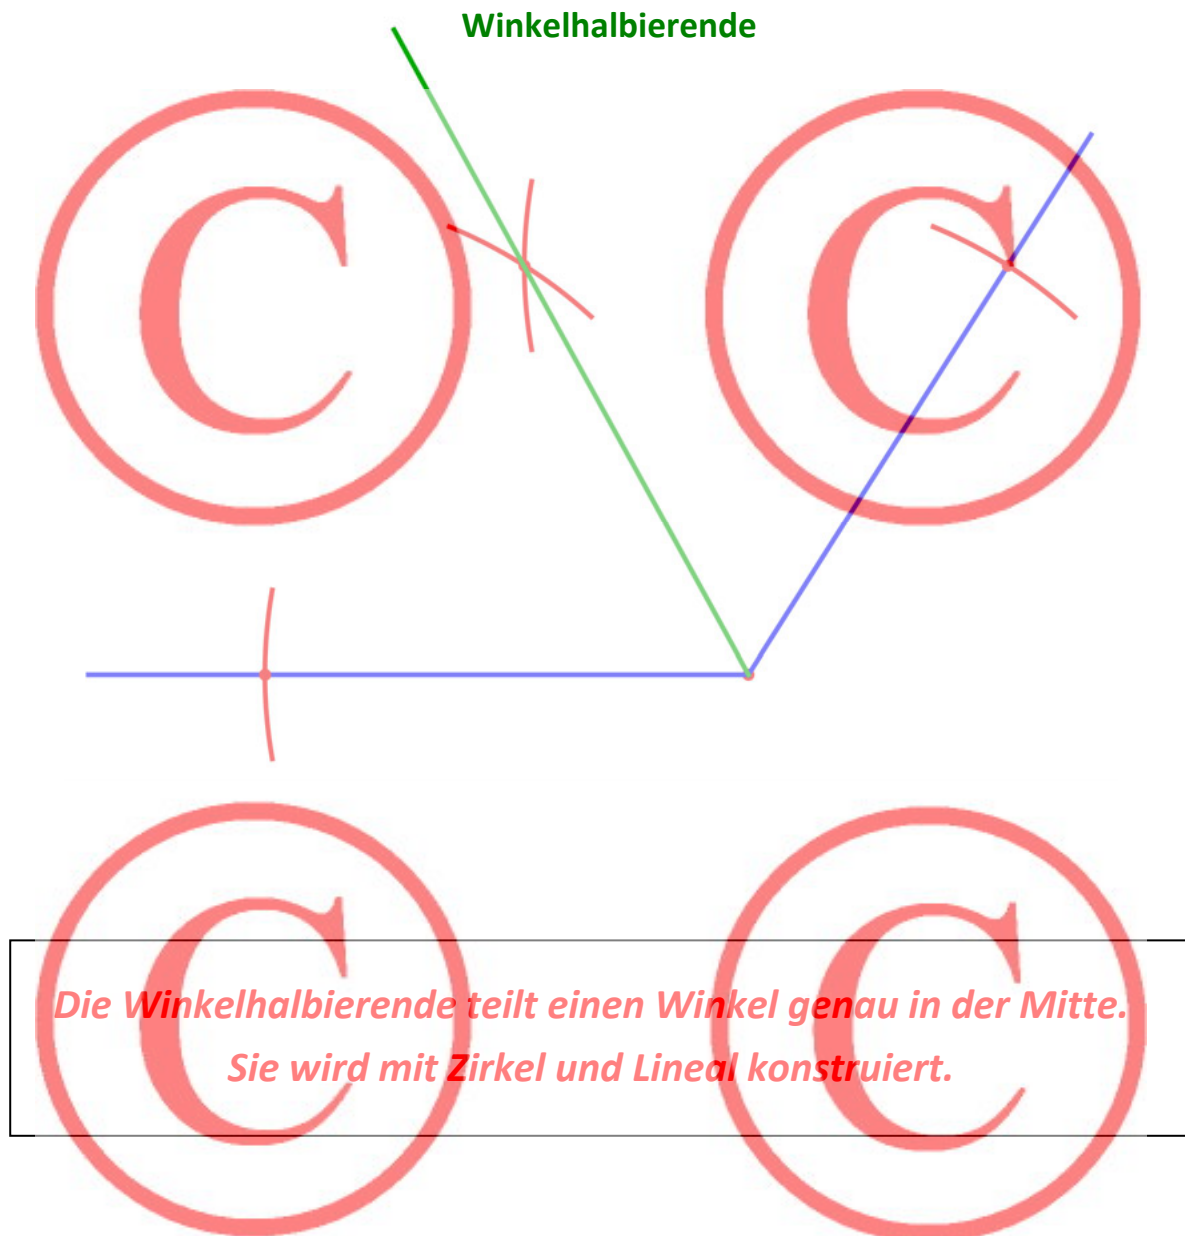 Winkelhalbierende
Die Winkelhalbierende teilt einen Winkel genau in der Mitte.
Sie wird mit Zirkel und Lineal konstruiert.